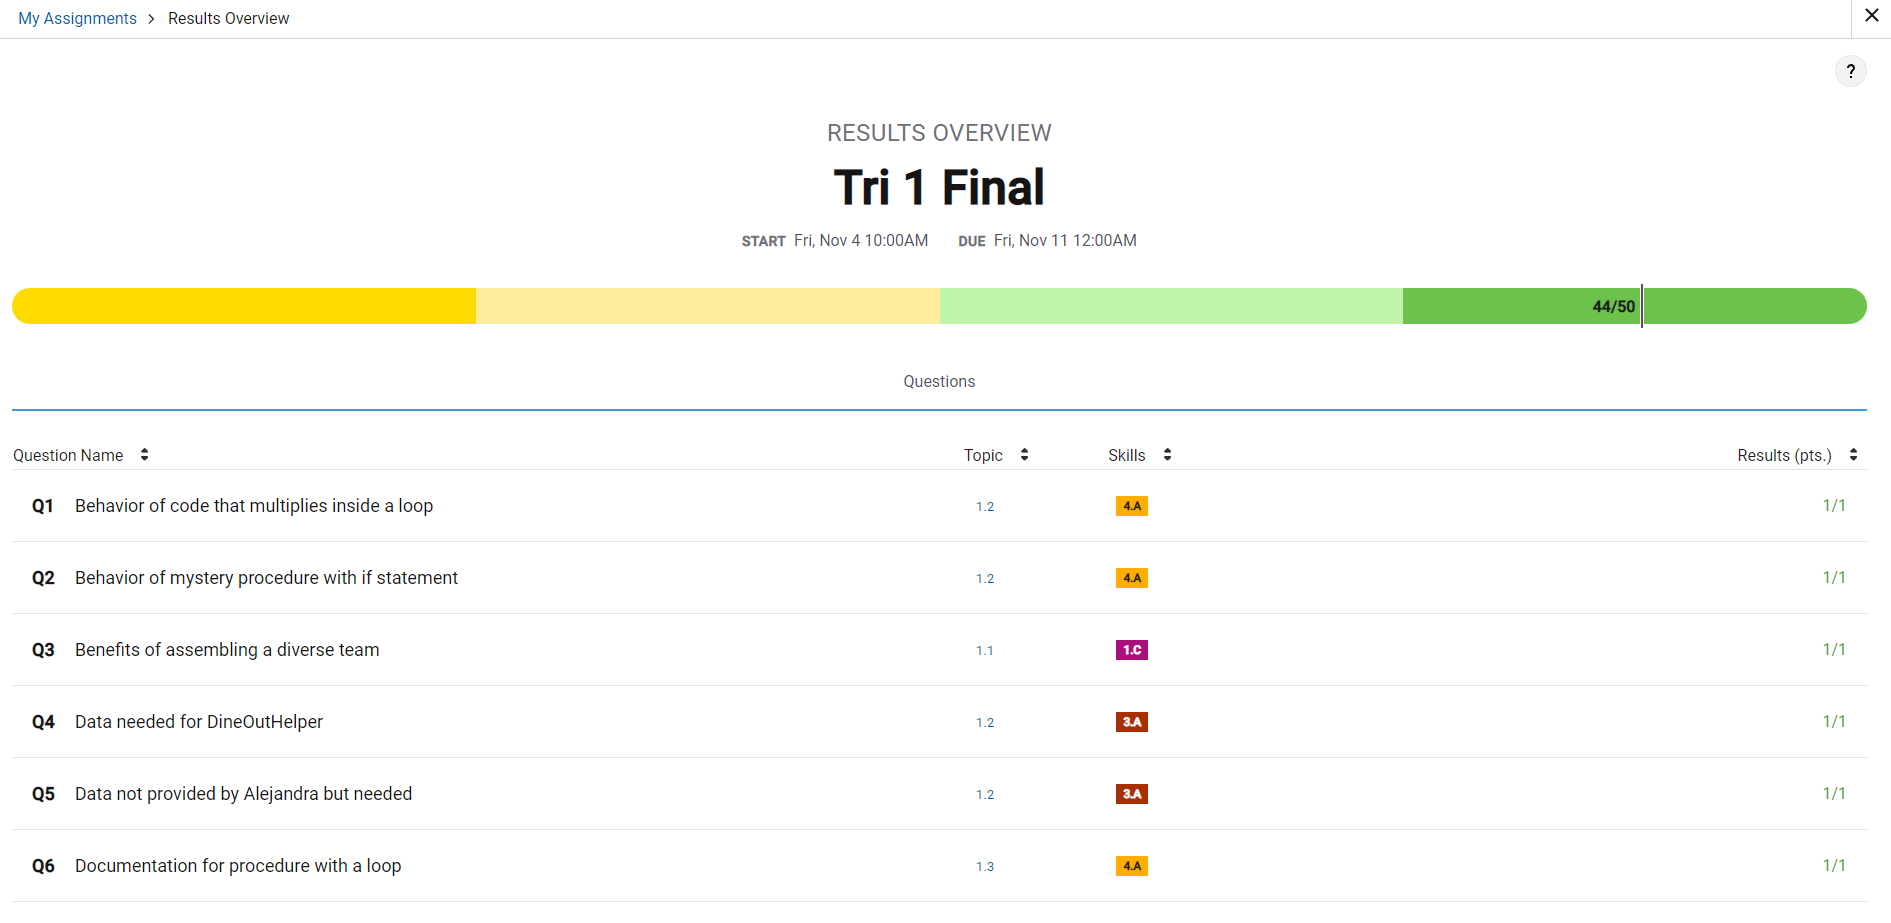 My Assignments > Results Overview
?
RESULTS OVERVIEW
Tri 1 Final
START Fri, Nov 4 10:00AM DUE Fri, Nov 11 12:00AM
44/50
Questions
Question Name Topic Skills Results (pts.)
Q1 Behavior of code that multiplies inside a loop 1.2 4.A 1/1
Q2 Behavior of mystery procedure with if statement 1.2 4.A 1/1
Q3 Benefits of assembling a diverse team 1.1 1.C 1/1
Q4 Data needed for DineOutHelper 1.2 3.A 1/1
Q5 Data not provided by Alejandra but needed 1.2 3.A 1/1
Q6 Documentation for procedure with a loop 1.3 4.A 1/1